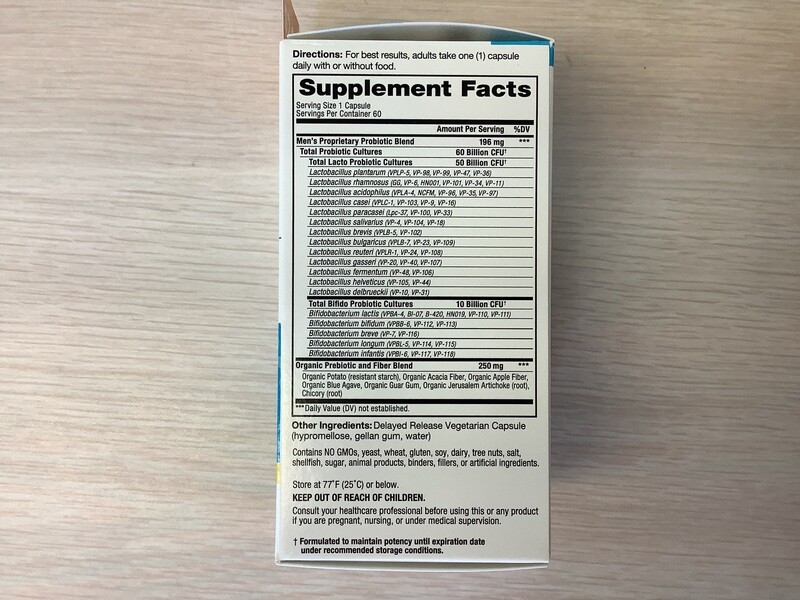 Directions: For best results, adults take one (1) capsule
daily with or without food.
Supplement Facts
Serving Size 1 Capsule
Servings Per Container 60
Amount Per Serving %DV
Men's Proprietary Probiotic Blend 196 mg ***
Total Probiotic Cultures 60 Billion CFU†
Total Lacto Probiotic Cultures 50 Billion CFU†
Lactobacillus plantarum (VPLP-5, VP-98, VP-99, VP-47, VP-36)
Lactobacillus rhamnosus (GG, VP-6, HN001, VP-101, VP-34, VP-11)
Lactobacillus acidophilus (VPLA-4, NCFM, VP-96, VP-35, VP-97)
Lactobacillus casei (VPLC-1, VP-103, VP-9, VP-16)
Lactobacillus paracasei (Lpc-37, VP-100, VP-33)
Lactobacillus salivarius (VP-4, VP-104, VP-18)
Lactobacillus brevis (VPLB-5, VP-102)
Lactobacillus bulgaricus (VPLB-7, VP-23, VP-109)
Lactobacillus reuteri (VPLR-1, VP-24, VP-108)
Lactobacillus gasseri (VP-20, VP-40, VP-107)
Lactobacillus fermentum (VP-48, VP-106)
Lactobacillus helveticus (VP-105, VP-44)
Lactobacillus delbrueckii (VP-10, VP-31)
Total Bifido Probiotic Cultures 10 Billion CFU†
Bifidobacterium lactis (VPBA-4, BI-07, B-420, HN019, VP-110, VP-111)
Bifidobacterium bifidum (VPBB-6, VP-112, VP-113)
Bifidobacterium breve (VP-7, VP-116)
Bifidobacterium longum (VPBL-5, VP-114, VP-115)
Bifidobacterium infantis (VPBI-6, VP-117, VP-118)
Organic Prebiotic and Fiber Blend 250 mg ***
Organic Potato (resistant starch), Organic Acacia Fiber, Organic Apple Fiber,
Organic Blue Agave, Organic Guar Gum, Organic Jerusalem Artichoke (root),
Chicory (root)
***Daily Value (DV) not established.
Other Ingredients: Delayed Release Vegetarian Capsule
(hypromellose, gellan gum, water)
Contains NO GMOs, yeast, wheat, gluten, soy, dairy, tree nuts, salt,
shellfish, sugar, animal products, binders, fillers, or artificial ingredients.
Store at 77˚F (25˚C) or below.
KEEP OUT OF REACH OF CHILDREN.
Consult your healthcare professional before using this or any product
if you are pregnant, nursing, or under medical supervision.
† Formulated to maintain potency until expiration date
under recommended storage conditions.